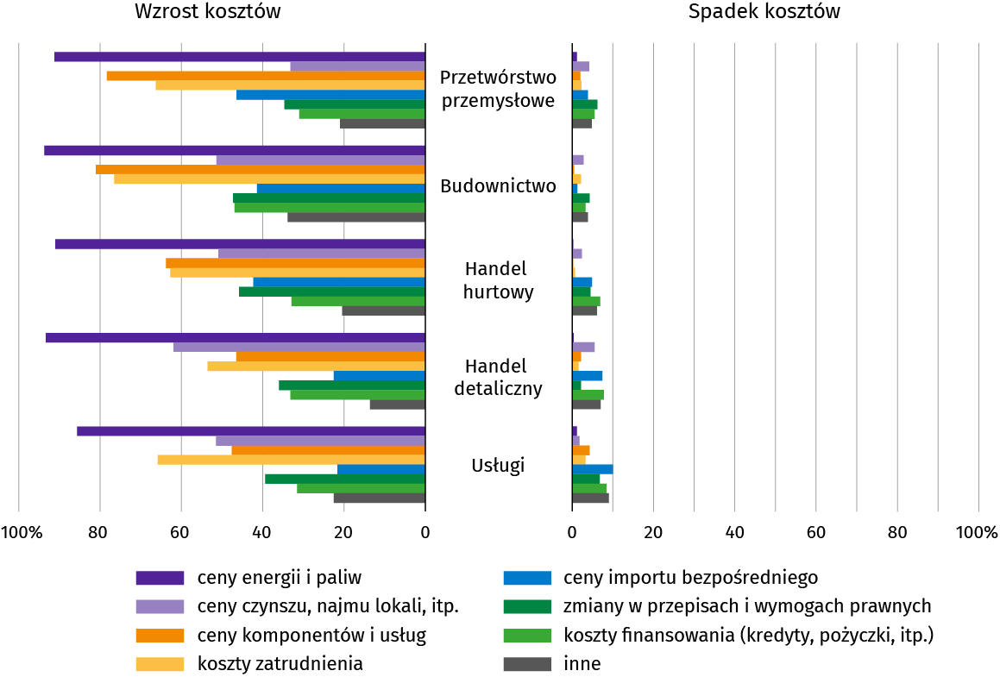 Wzrost kosztów
Spadek kosztów
Przetwórstwo
przemysłowe
Budownictwo
Handel
hurtowy
Handel
detaliczny
Usługi
100% 80 60 40 20 0
0 20 40 60 80 100%
ceny energii i paliw
ceny czynszu, najmu lokali, itp.
ceny komponentów i usług
koszty zatrudnienia
ceny importu bezpośredniego
zmiany w przepisach i wymogach prawnych
koszty finansowania (kredyty, pożyczki, itp.)
inne